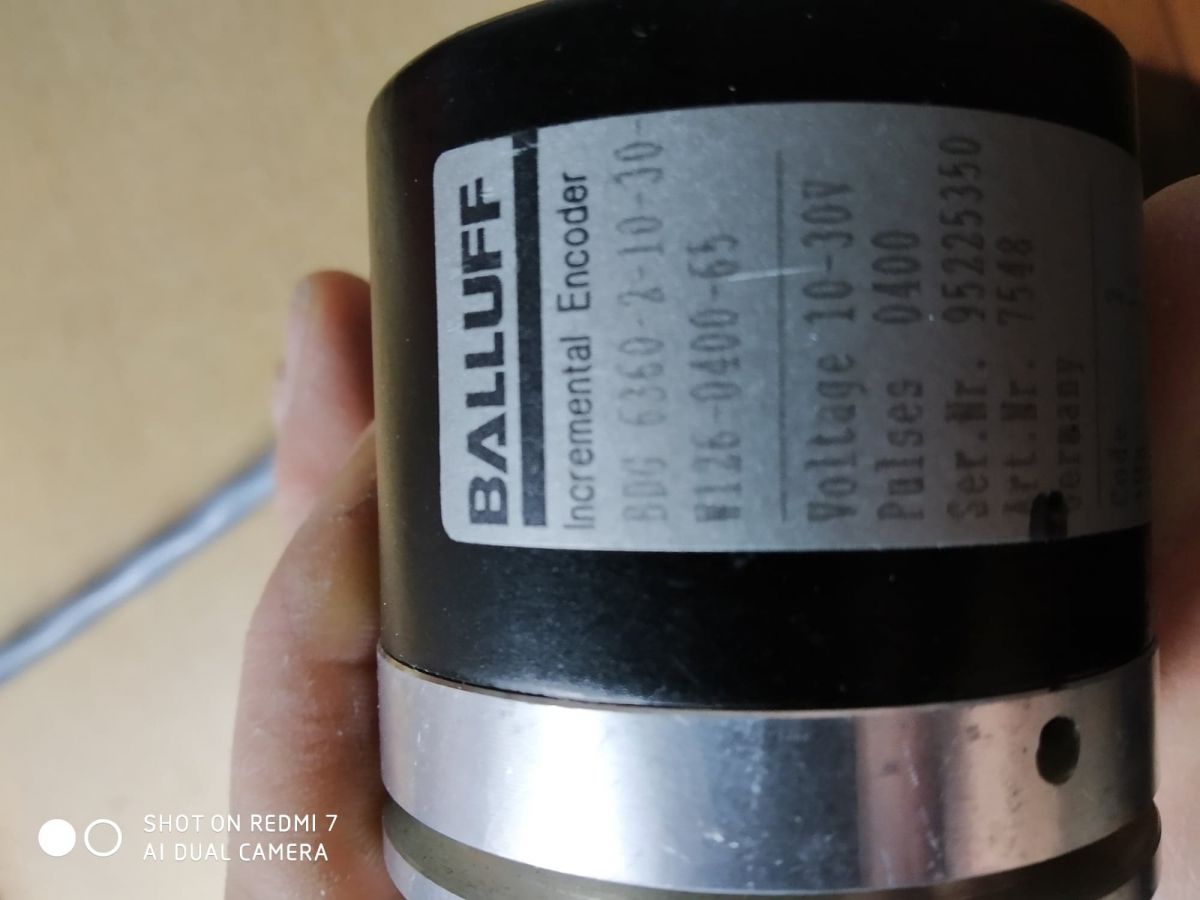 BALLUFF
Incremental Encoder
BDG 6360-2-10-30-
W126-0400-65
Voltage 10-30V
Pulses 0400
Ser.Nr. 95225350
Art.Nr. 7548
Germany
Code
SHOT ON REDMI 7
AI DUAL CAMERA